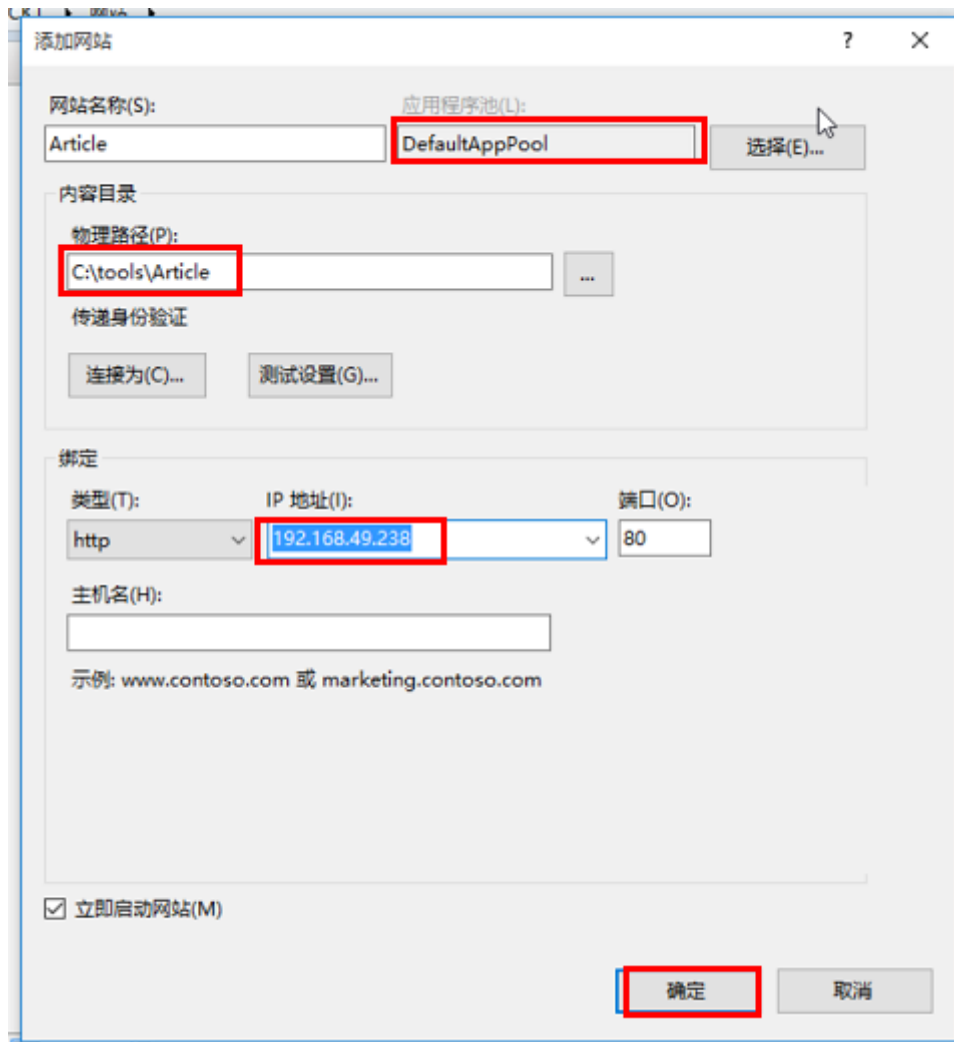 添加网站
网站名称(S):
应用程序池(L):
Article
DefaultAppPool
选择(E)...
内容目录
物理路径(P):
C:\tools\Article
...
传递身份验证
连接为(C)...
测试设置(G)...
绑定
类型(T):
IP 地址(I):
端口(O):
http
192.168.49.238
80
主机名(H):
示例: www.contoso.com 或 marketing.contoso.com
立即启动网站(M)
确定
取消